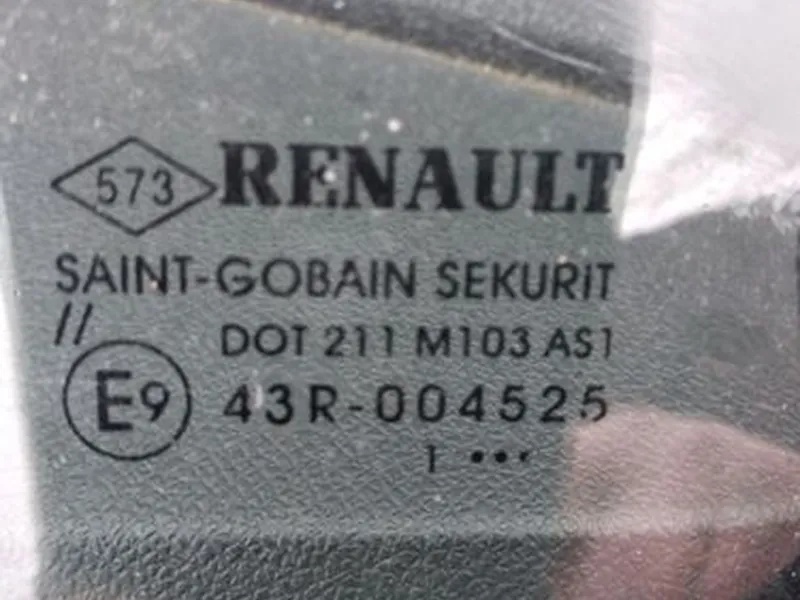 573 RENAULT
SAINT-GOBAIN SEKURIT
//
DOT 211 M103 AS1
E9 43R-004525
1 •••